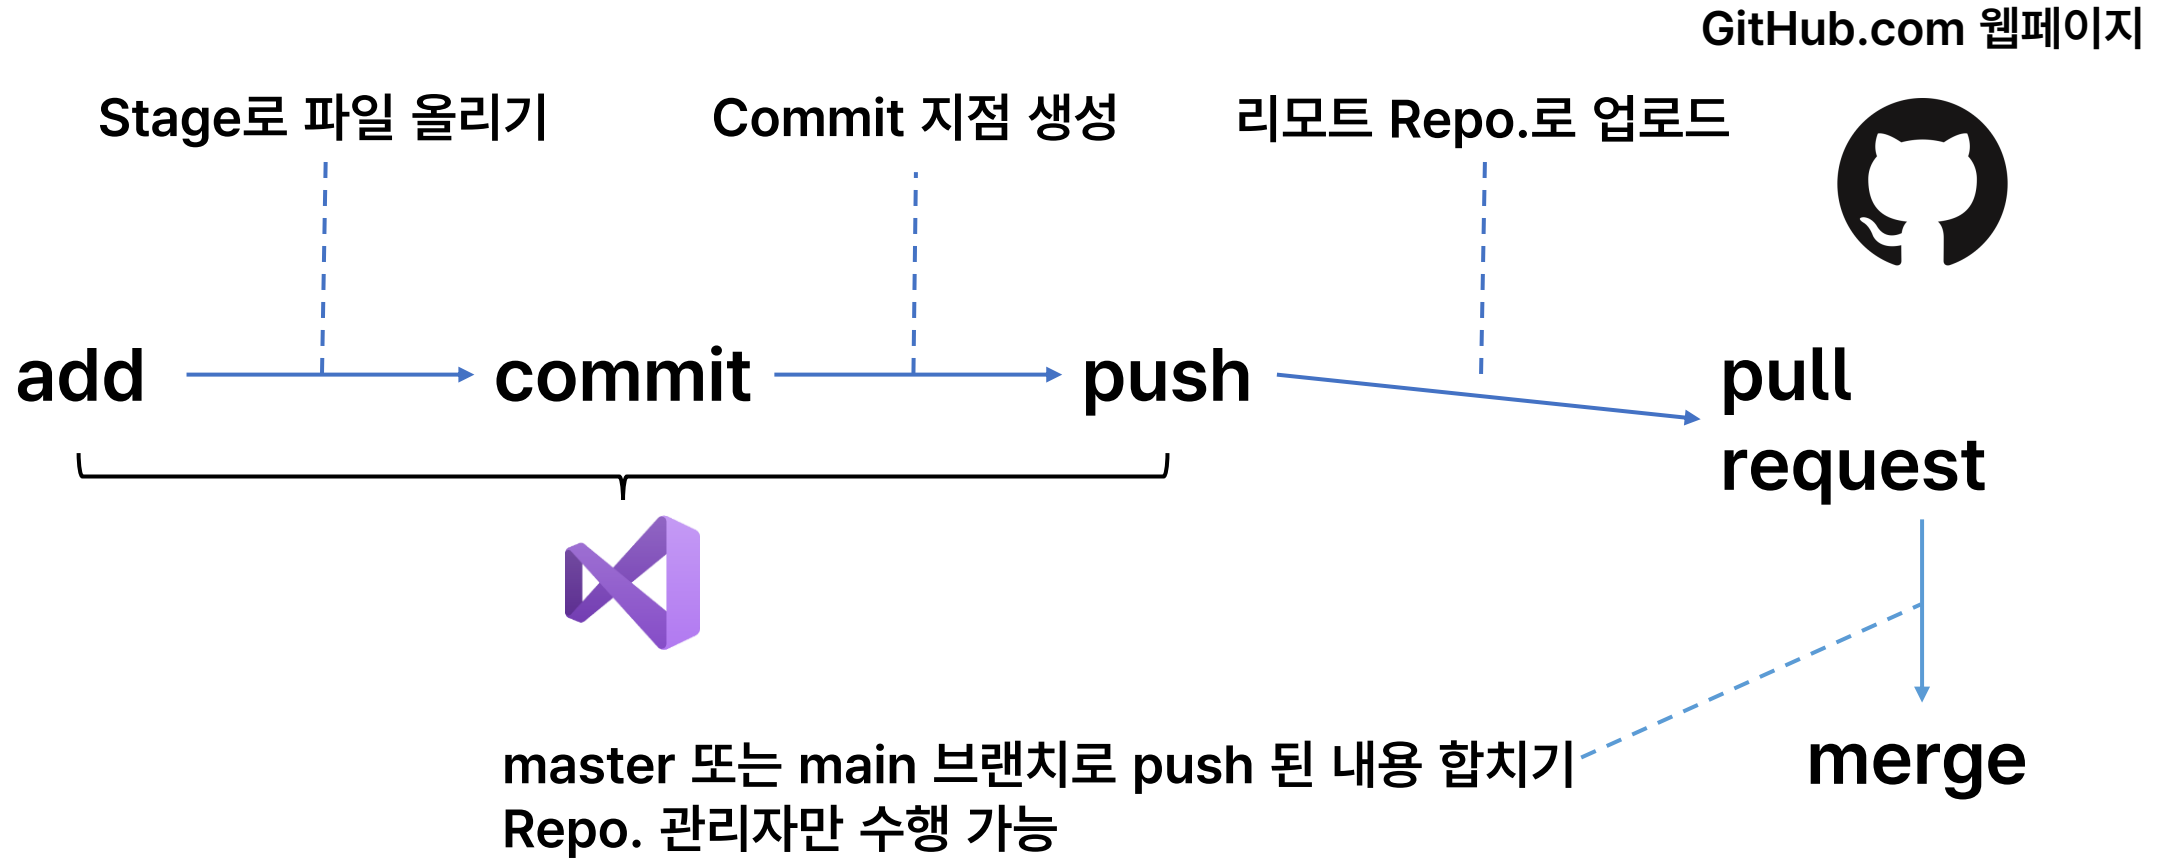 GitHub.com 웹페이지
Stage로 파일 올리기
Commit 지점 생성
리모트 Repo.로 업로드
add
commit
push
pull
request
merge
master 또는 main 브랜치로 push 된 내용 합치기
Repo. 관리자만 수행 가능